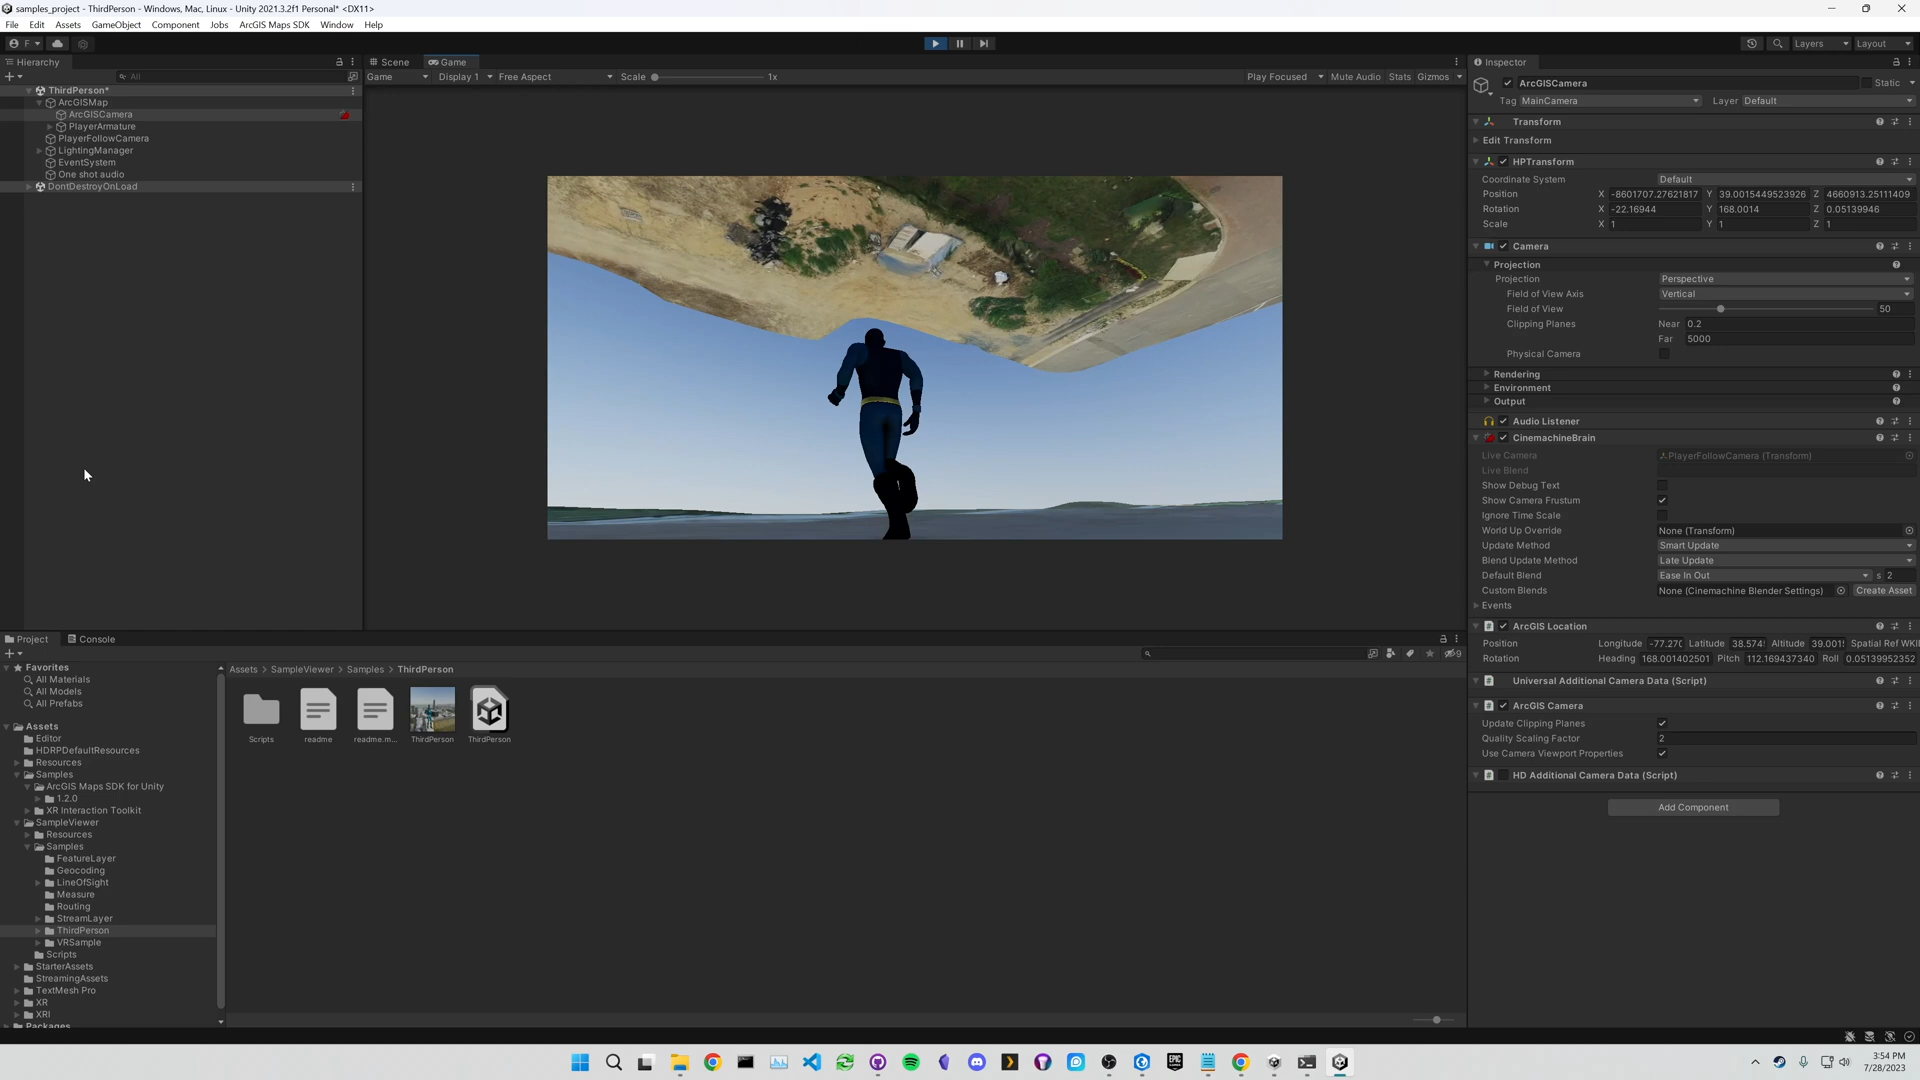 samples_project - ThirdPerson - Windows, Mac, Linux - Unity 2021.3.2f1 Personal* <DX11>
File Edit Assets GameObject Component Jobs ArcGIS Maps SDK Window Help
F Layers Layout
Hierarchy
All
ThirdPerson*
ArcGISMap
ArcGISCamera
PlayerArmature
PlayerFollowCamera
LightingManager
EventSystem
One shot audio
DontDestroyOnLoad
Scene Game
Game Display 1 Free Aspect Scale 1x Play Focused Mute Audio Stats Gizmos
Inspector
ArcGISCamera Static
Tag MainCamera Layer Default
Transform
Edit Transform
HPTransform
Coordinate System Default
Position X -8601707.27621817 Y 39.0015449523926 Z 4660913.25111409
Rotation X -22.16944 Y 168.0014 Z 0.05139946
Scale X 1 Y 1 Z 1
Camera
Projection
Projection Perspective
Field of View Axis Vertical
Field of View 50
Clipping Planes Near 0.2
Far 5000
Physical Camera
Rendering
Environment
Output
Audio Listener
CinemachineBrain
Live Camera PlayerFollowCamera (Transform)
Live Blend
Show Debug Text
Show Camera Frustum
Ignore Time Scale
World Up Override None (Transform)
Update Method Smart Update
Blend Update Method Late Update
Default Blend Ease In Out s 2
Custom Blends None (Cinemachine Blender Settings) Create Asset
Events
ArcGIS Location
Position Longitude -77.270 Latitude 38.574 Altitude 39.001 Spatial Ref WKI
Rotation Heading 168.001402501 Pitch 112.169437340 Roll 0.05139952352
Universal Additional Camera Data (Script)
ArcGIS Camera
Update Clipping Planes
Quality Scaling Factor 2
Use Camera Viewport Properties
HD Additional Camera Data (Script)
Add Component
Project Console
9
Favorites
All Materials
All Models
All Prefabs
Assets
Editor
HDRPDefaultResources
Resources
Samples
ArcGIS Maps SDK for Unity
1.2.0
XR Interaction Toolkit
SampleViewer
Resources
Samples
FeatureLayer
Geocoding
LineOfSight
Measure
Routing
StreamLayer
ThirdPerson
VRSample
Scripts
StarterAssets
StreamingAssets
TextMesh Pro
XR
XRI
Packages
Assets > SampleViewer > Samples > ThirdPerson
Scripts readme readme.m... ThirdPerson ThirdPerson
3:54 PM
7/28/2023